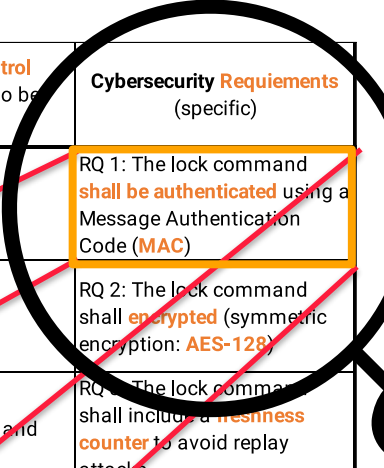 trol
o be
Cybersecurity Requiements
(specific)
RQ 1: The lock command
shall be authenticated using a
Message Authentication
Code (MAC)
RQ 2: The lock command
shall encrypted (symmetric
encryption: AES-128)
RQ 3: The lock command
shall include a freshness
counter to avoid replay
attacks
and